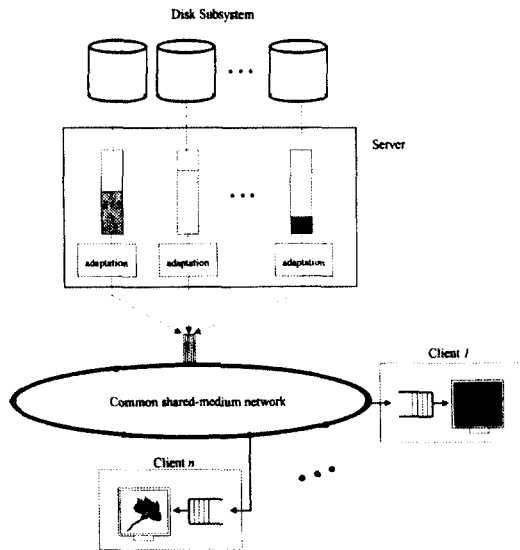 Disk Subsystem
Server
adaptation
adaptation
adaptation
Client 1
Common shared-medium network
Client n